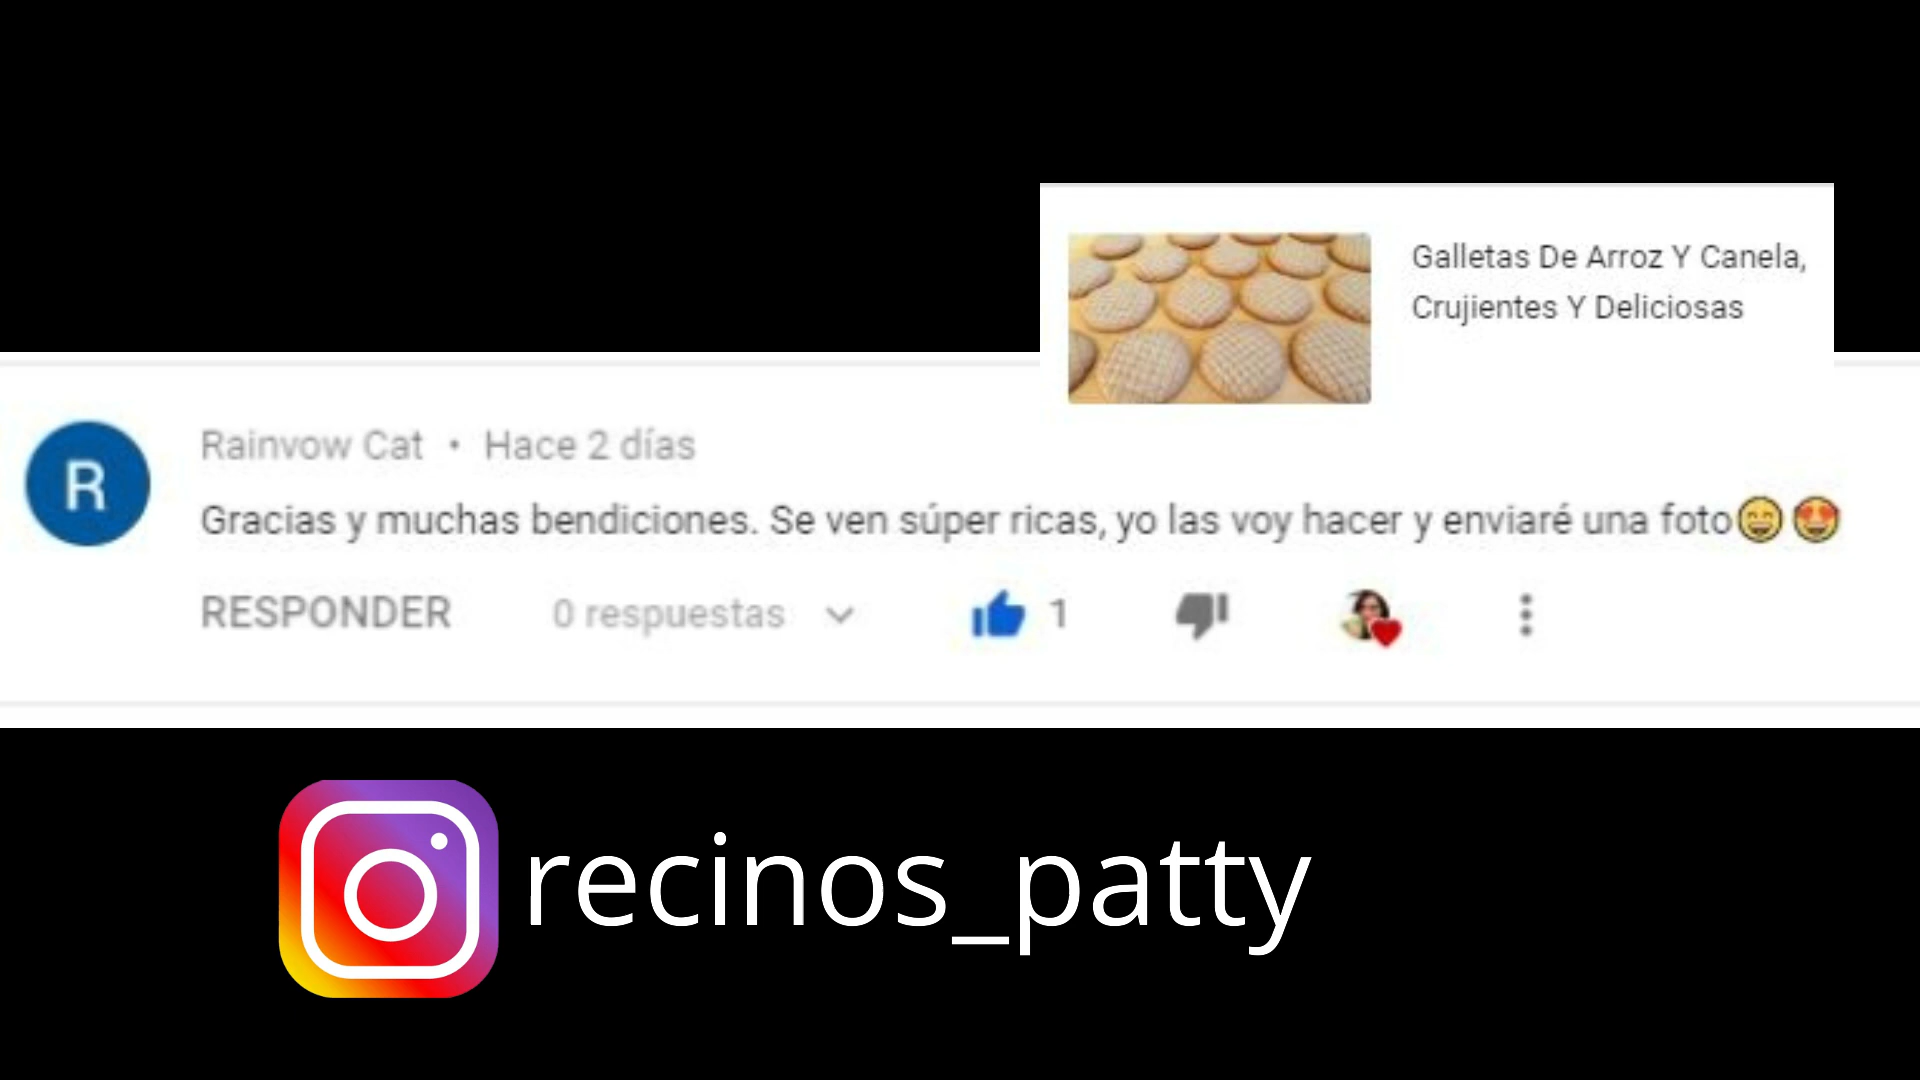 Galletas De Arroz Y Canela,
Crujientes Y Deliciosas
R
Rainvow Cat • Hace 2 días
Gracias y muchas bendiciones. Se ven súper ricas, yo las voy hacer y enviaré una foto😄😍
RESPONDER 0 respuestas 1
recinos_patty